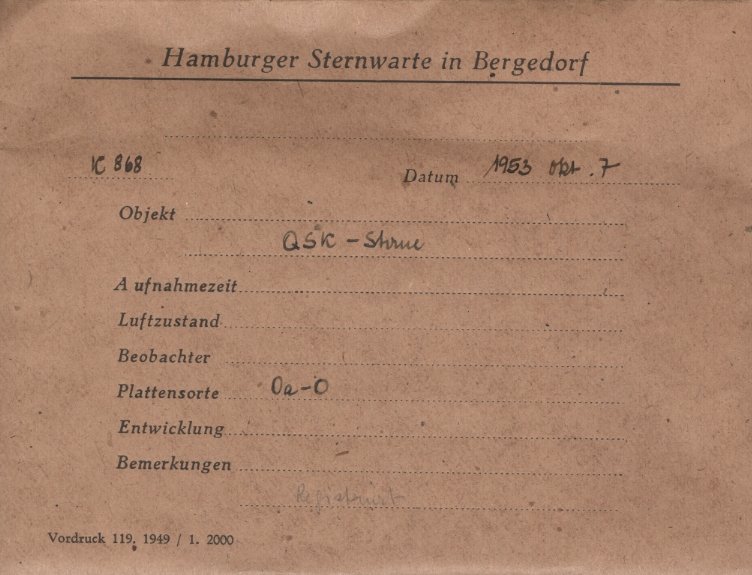 Hamburger Sternwarte in Bergedorf
K 868 Datum 1953 Okt. 7
Objekt
QSK - Sterne
Aufnahmezeit
Luftzustand
Beobachter
Plattensorte Oa-O
Entwicklung
Bemerkungen
Registriert
Vordruck 119. 1949 / 1. 2000